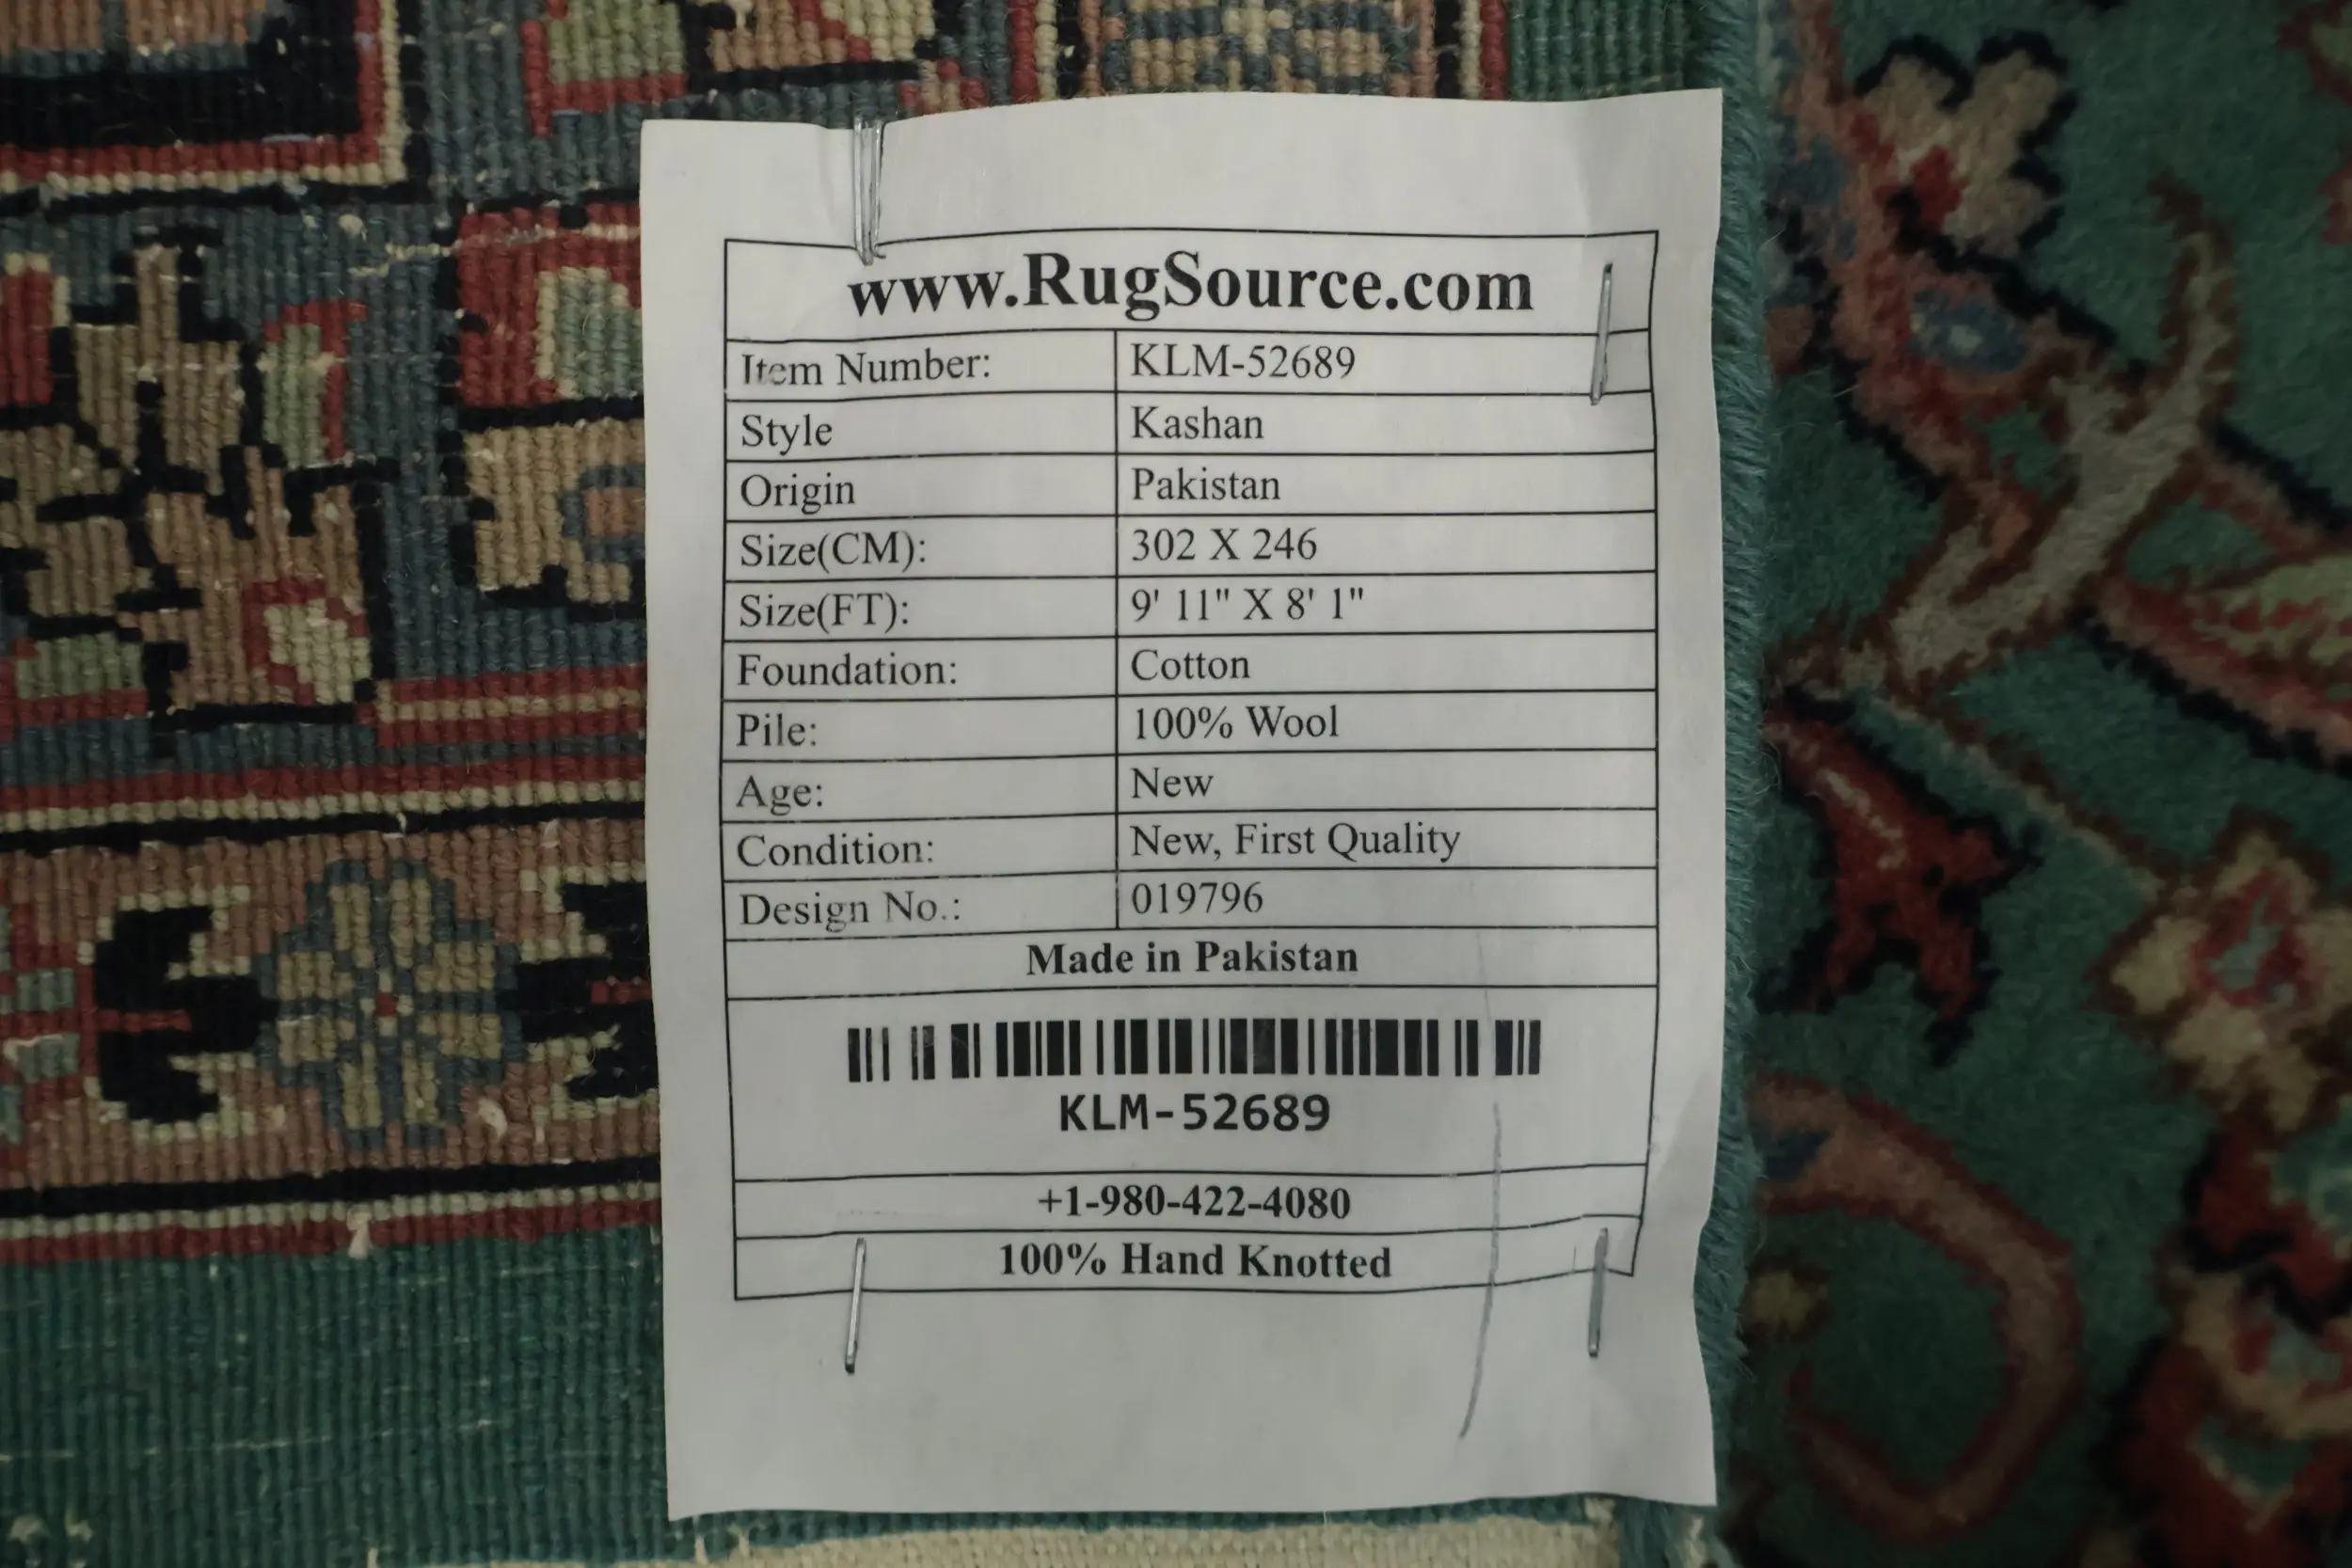 www.RugSource.com
Item Number: KLM-52689
Style Kashan
Origin Pakistan
Size(CM): 302 X 246
Size(FT): 9' 11" X 8' 1"
Foundation: Cotton
Pile: 100% Wool
Age: New
Condition: New, First Quality
Design No.: 019796
Made in Pakistan
KLM-52689
+1-980-422-4080
100% Hand Knotted